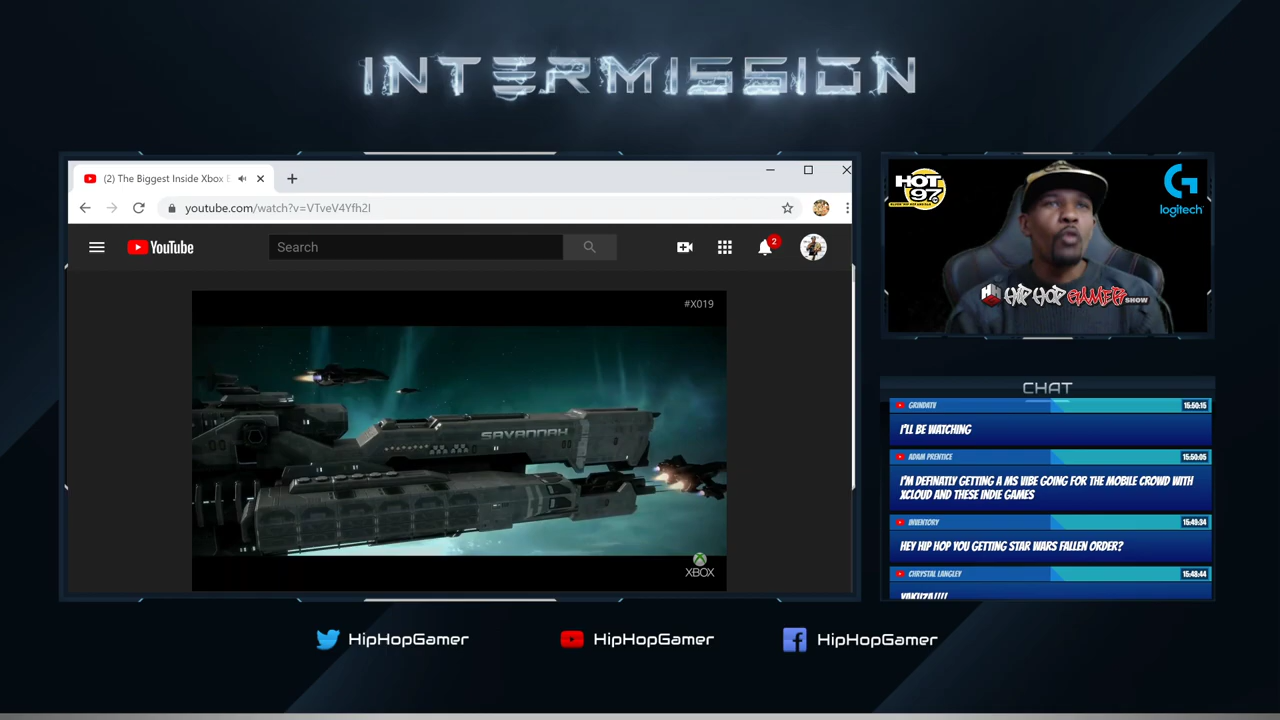 INTERMISSION
(2) The Biggest Inside Xbox E
youtube.com/watch?v=VTveV4Yfh2I
YouTube
Search
2
#X019
SAVANNAH
XBOX
HOT
97
logitech
HIP HOP GAMER SHOW
CHAT
GRINDATV 15:50:15
I'LL BE WATCHING
ADAM PRENTICE 15:50:05
I'M DEFINATLY GETTING A MS VIBE GOING FOR THE MOBILE CROWD WITH
XCLOUD AND THESE INDIE GAMES
INVENTORY 15:49:34
HEY HIP HOP YOU GETTING STAR WARS FALLEN ORDER?
CHRYSTAL LANGLEY 15:48:44
YAKUZA!!!!
HipHopGamer
HipHopGamer
HipHopGamer